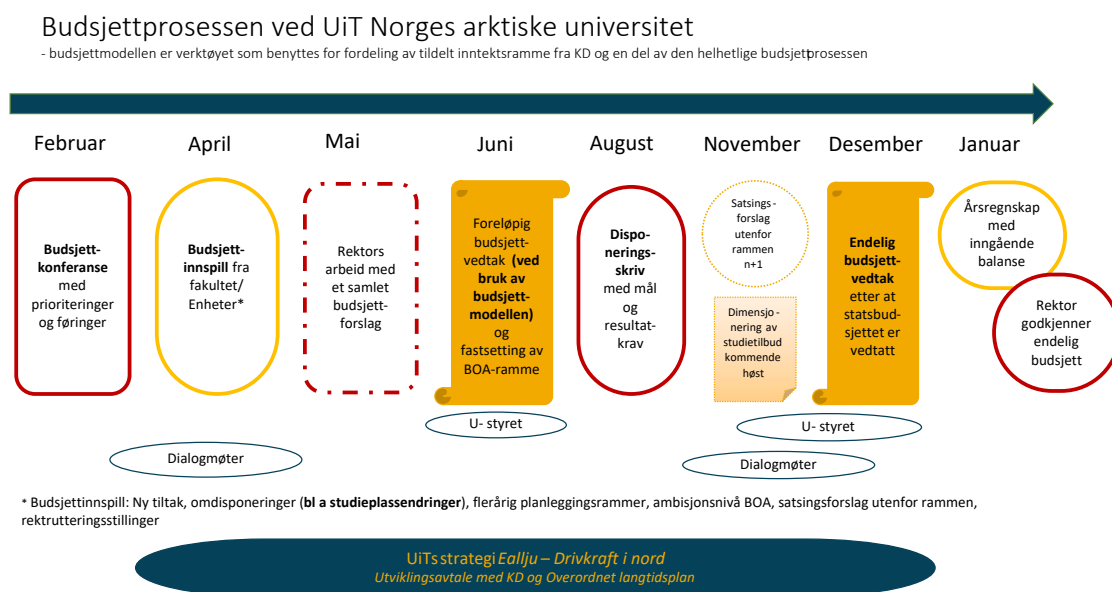 Budsjettprosessen ved UiT Norges arktiske universitet
- budsjettmodellen er verktøyet som benyttes for fordeling av tildelt inntektsramme fra KD og en del av den helhetlige budsjettprosessen
Februar
April
Mai
Juni
August
November
Desember
Januar
Budsjett-
konferanse
med
prioriteringer
og føringer
Budsjett-
innspill fra
fakultet/
Enheter*
Rektors
arbeid med
et samlet
budsjett-
forslag
Foreløpig
budsjett-
vedtak (ved
bruk av
budsjett-
modellen)
og
fastsetting av
BOA-ramme
Dispo-
nerings-
skriv
med mål
og
resultat-
krav
Satsings-
forslag
utenfor
rammen
n+1
Dimensjo-
nering av
studietilbud
kommende
høst
Endelig
budsjett-
vedtak
etter at
statsbud-
sjettet er
vedtatt
Årsregnskap
med
inngående
balanse
Rektor
godkjenner
endelig
budsjett
U- styret
U- styret
Dialogmøter
Dialogmøter
* Budsjettinnspill: Ny tiltak, omdisponeringer (bl a studieplassendringer), flerårig planleggingsrammer, ambisjonsnivå BOA, satsingsforslag utenfor rammen,
rektrutteringsstillinger
UiTs strategi Eallju – Drivkraft i nord
Utviklingsavtale med KD og Overordnet langtidsplan